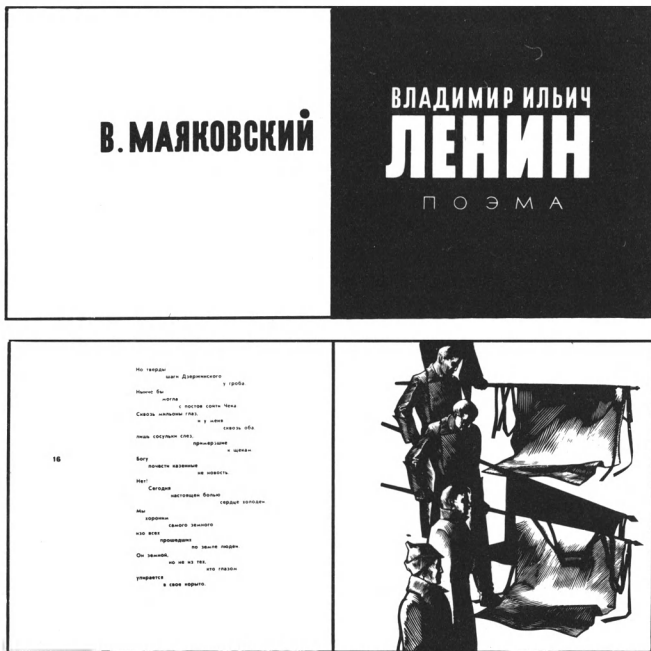 В. МАЯКОВСКИЙ
ВЛАДИМИР ИЛЬИЧ
ЛЕНИН
ПОЭМА
16
Но тверды
шаги Дзержинского
у гроба.
Нынче бы
могла
с постов сойти Чека.
Сквозь мильоны глаз,
и у меня
сквозь оба,
лишь сосульки слез,
примерзшие
к щекам.
Богу
почести казенные
не новость.
Нет!
Сегодня
настоящей болью
сердце холодей.
Мы
хороним
самого земного
изо всех
прошедших
по земле людей.
Он земной,
но не из тех,
кто глазом
упирается
в свое корыто.